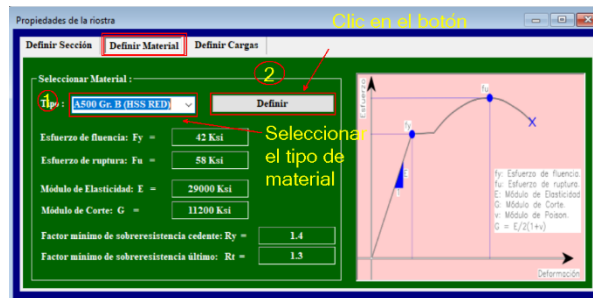 Propiedades de la riostra
Clic en el botón
Definir Sección
Definir Material
Definir Cargas
Seleccionar Material :
1
2
Tipo :
A500 Gr. B (HSS RED)
Definir
Seleccionar
el tipo de
material
Esfuerzo de fluencia: Fy =
42 Ksi
Esfuerzo de ruptura: Fu =
58 Ksi
Módulo de Elasticidad: E =
29000 Ksi
Módulo de Corte: G =
11200 Ksi
Factor mínimo de sobreresistencia cedente: Ry =
1.4
Factor mínimo de sobreresistencia último: Rt =
1.3
Esfuerzo
fy
fu
X
E
fy: Esfuerzo de fluencia.
fu: Esfuerzo de ruptura.
E: Módulo de Elasticidad
G: Módulo de Corte.
v: Módulo de Poison.
G = E/2(1+v)
Deformación